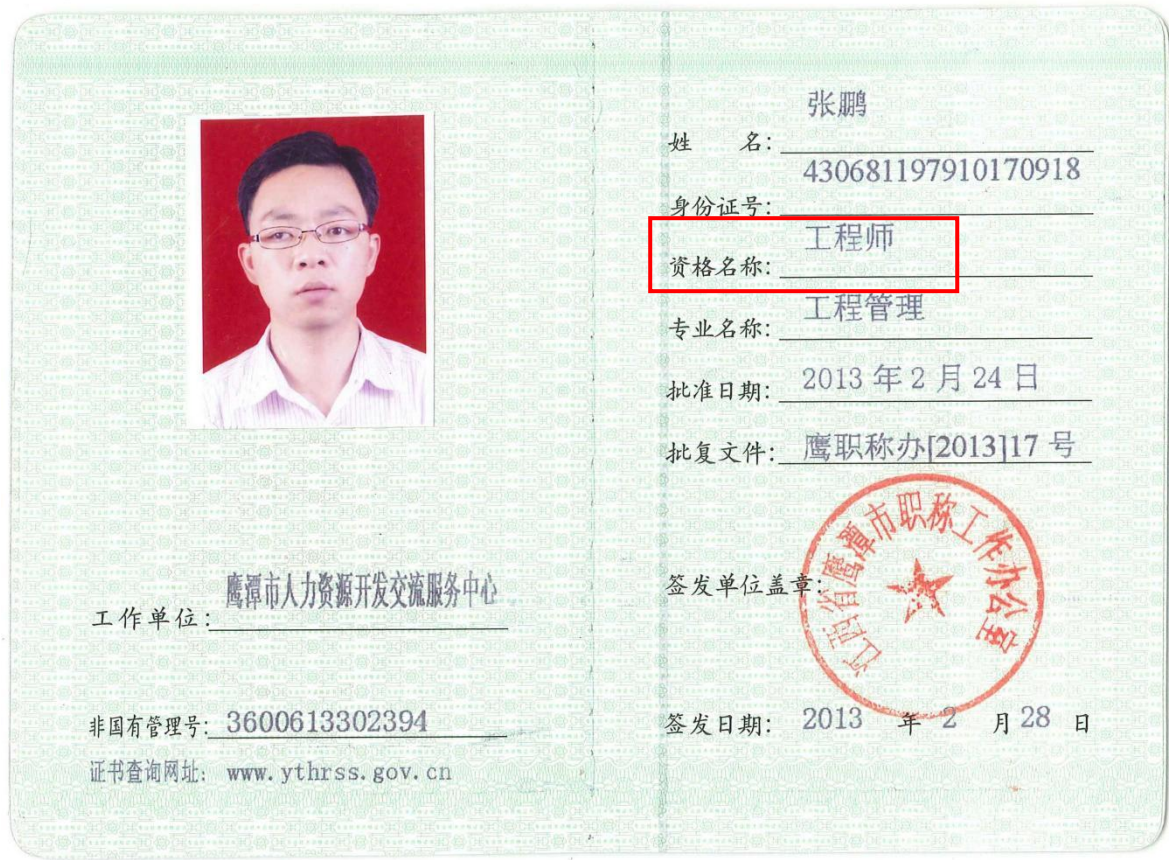 张鹏
姓 名:
430681197910170918
身份证号:
工程师
资格名称:
工程管理
专业名称:
批准日期: 2013 年 2 月 24 日
批复文件: 鹰职称办[2013]17 号
江西省鹰潭市职称工作办公室
签发单位盖章:
签发日期: 2013 年 2 月 28 日
工作单位: 鹰潭市人力资源开发交流服务中心
非国有管理号: 3600613302394
证书查询网址: www.ythrss.gov.cn